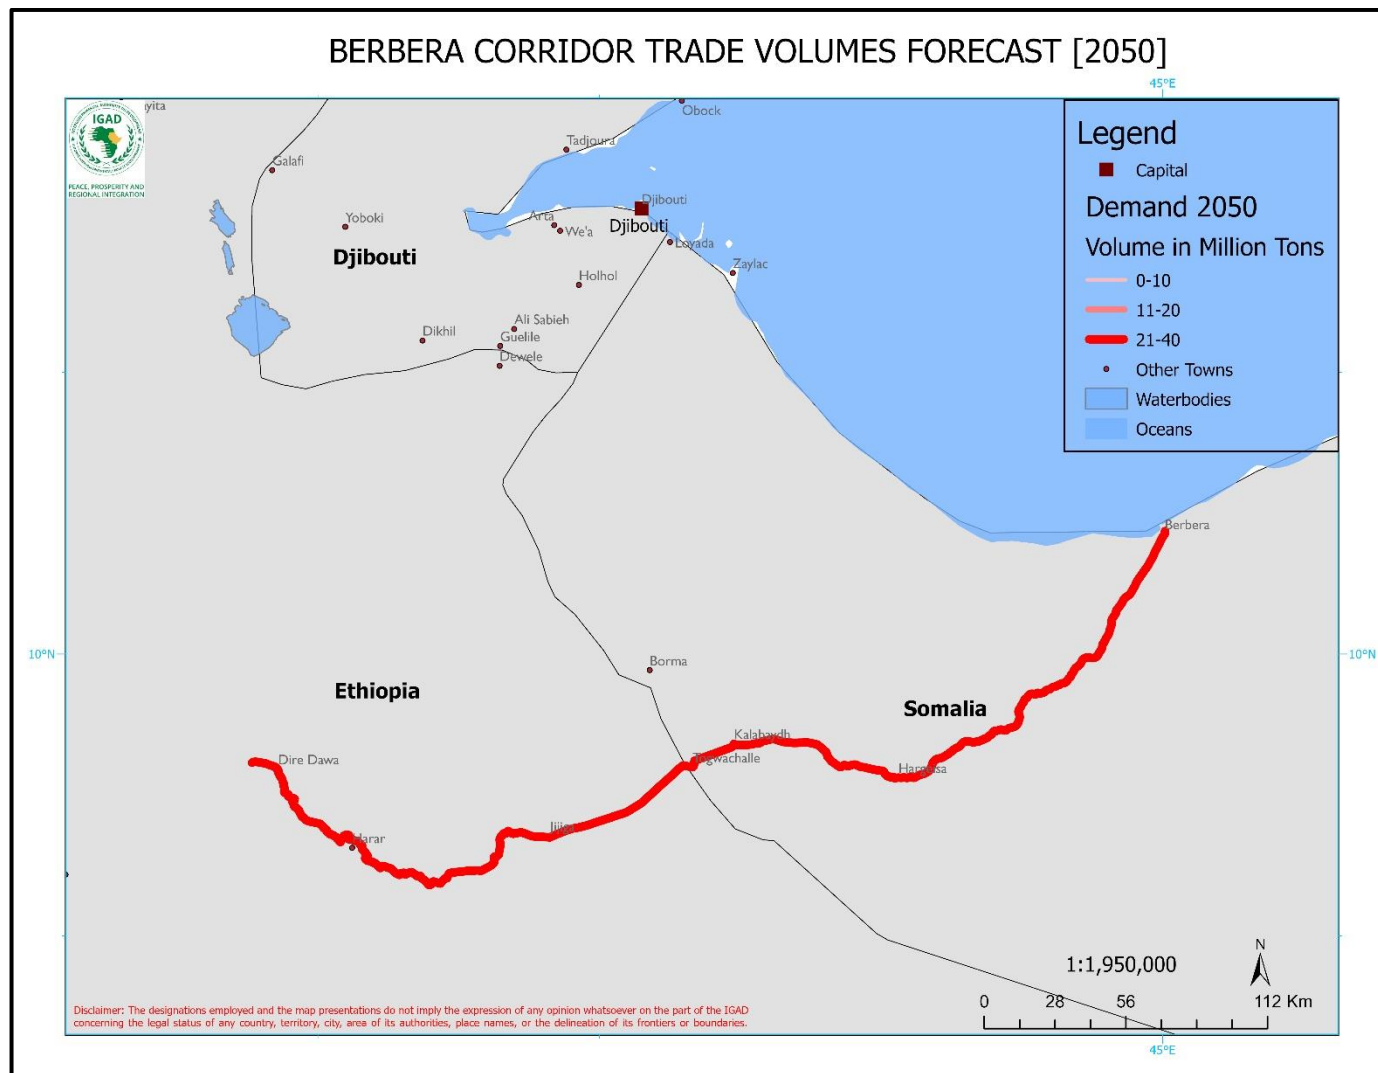 BERBERA CORRIDOR TRADE VOLUMES FORECAST [2050]
45°E
IGAD
PEACE, PROSPERITY AND
REGIONAL INTEGRATION
Obock
Tadjoura
Galafi
Djibouti
Yoboki
Arta
We'a
Djibouti
Loyada
Djibouti
Zaylac
Holhol
Ali Sabieh
Dikhil
Guelile
Dewele
Legend
Capital
Demand 2050
Volume in Million Tons
0-10
11-20
21-40
Other Towns
Waterbodies
Oceans
Berbera
10°N
10°N
Borma
Ethiopia
Somalia
Kalabaydh
Togwachalle
Dire Dawa
Hargeisa
Jijiga
Harar
1:1,950,000
N
0 28 56 112 Km
Disclaimer: The designations employed and the map presentations do not imply the expression of any opinion whatsoever on the part of the IGAD
concerning the legal status of any country, territory, city, area of its authorities, place names, or the delineation of its frontiers or boundaries.
45°E